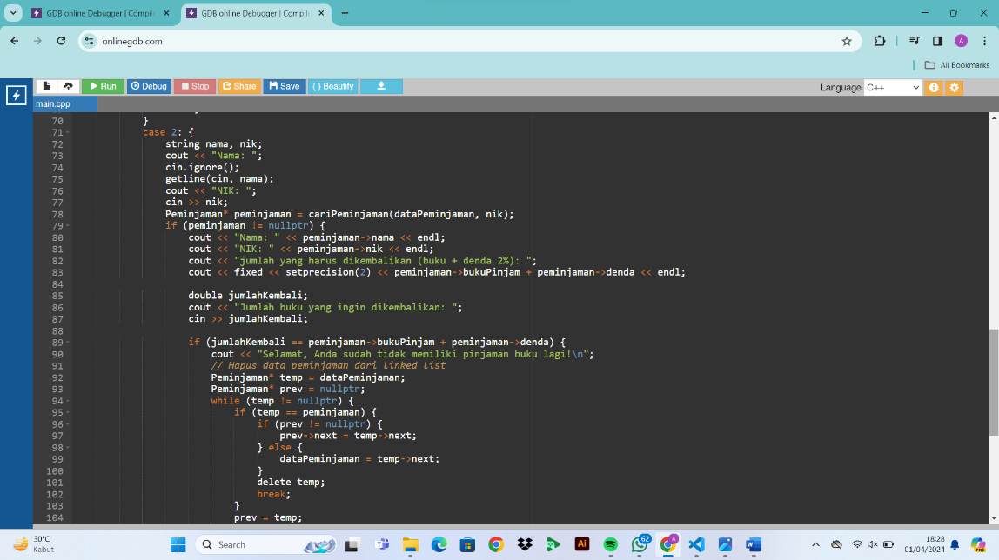 GDB online Debugger | Compile
GDB online Debugger | Compile
onlinegdb.com
A
All Bookmarks
Run
Debug
Stop
Share
Save
{ } Beautify
Language C++
main.cpp
70 }
71 case 2: {
72 string nama, nik;
73 cout << "Nama: ";
74 cin.ignore();
75 getline(cin, nama);
76 cout << "NIK: ";
77 cin >> nik;
78 Peminjaman* peminjaman = cariPeminjaman(dataPeminjaman, nik);
79 if (peminjaman != nullptr) {
80 cout << "Nama: " << peminjaman->nama << endl;
81 cout << "NIK: " << peminjaman->nik << endl;
82 cout << "jumlah yang harus dikembalikan (buku + denda 2%): ";
83 cout << fixed << setprecision(2) << peminjaman->bukuPinjam + peminjaman->denda << endl;
84
85 double jumlahKembali;
86 cout << "Jumlah buku yang ingin dikembalikan: ";
87 cin >> jumlahKembali;
88
89 if (jumlahKembali == peminjaman->bukuPinjam + peminjaman->denda) {
90 cout << "Selamat, Anda sudah tidak memiliki pinjaman buku lagi!\n";
91 // Hapus data peminjaman dari linked list
92 Peminjaman* temp = dataPeminjaman;
93 Peminjaman* prev = nullptr;
94 while (temp != nullptr) {
95 if (temp == peminjaman) {
96 if (prev != nullptr) {
97 prev->next = temp->next;
98 } else {
99 dataPeminjaman = temp->next;
100 }
101 delete temp;
102 break;
103 }
104 prev = temp;
30°C
Kabut
Search
Ai
62
A
18:28
01/04/2024
PRE